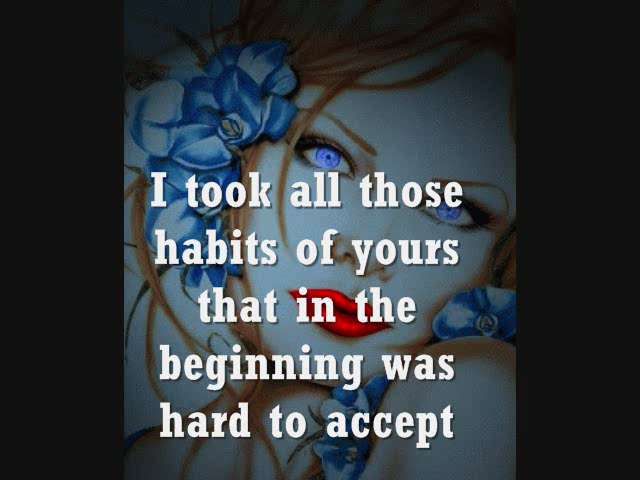 I took all those
habits of yours
that in the
beginning was
hard to accept